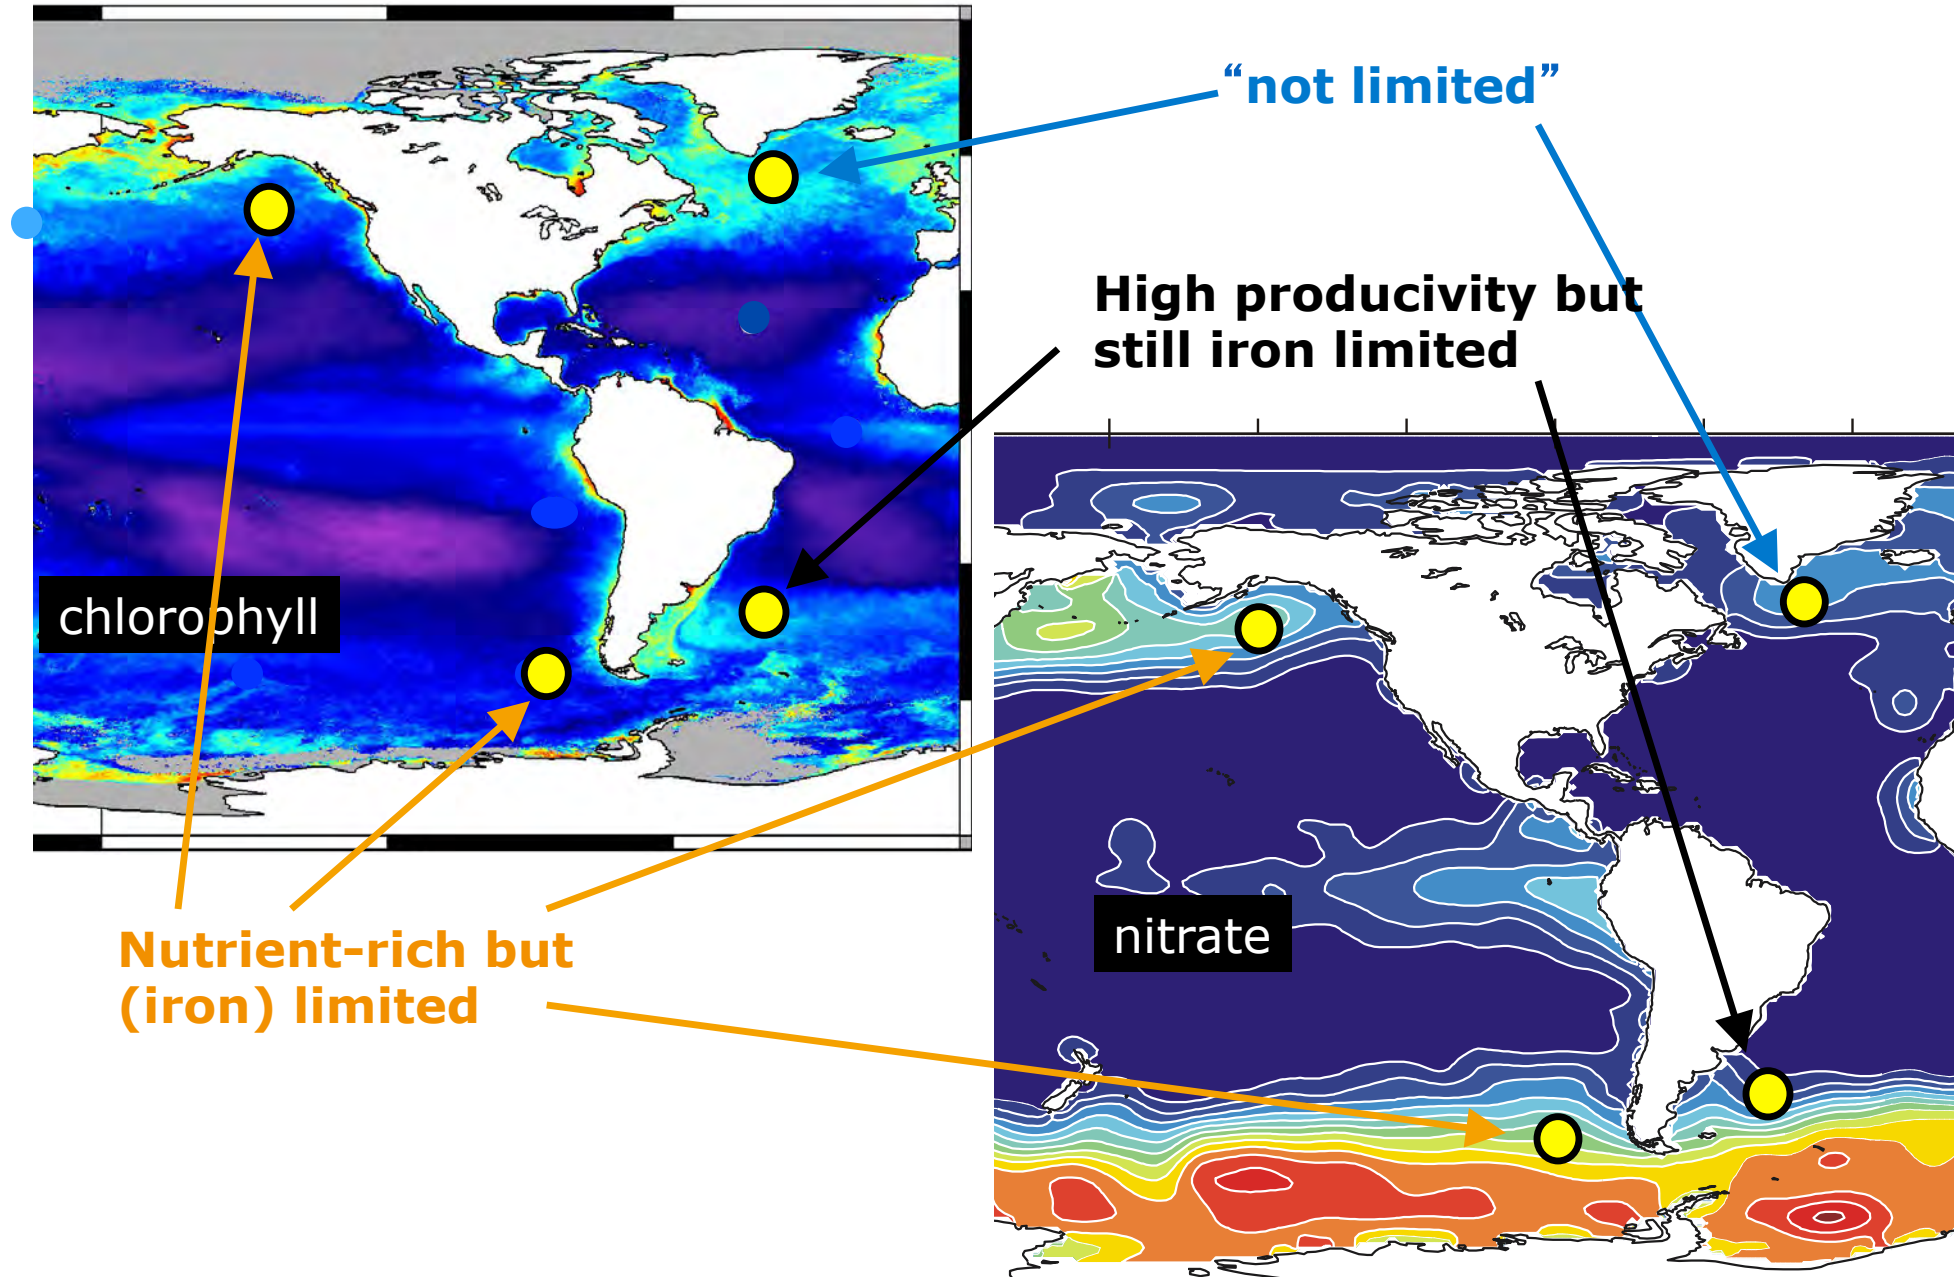 “not limited”
High producivity but
still iron limited
chlorophyll
nitrate
Nutrient-rich but
(iron) limited